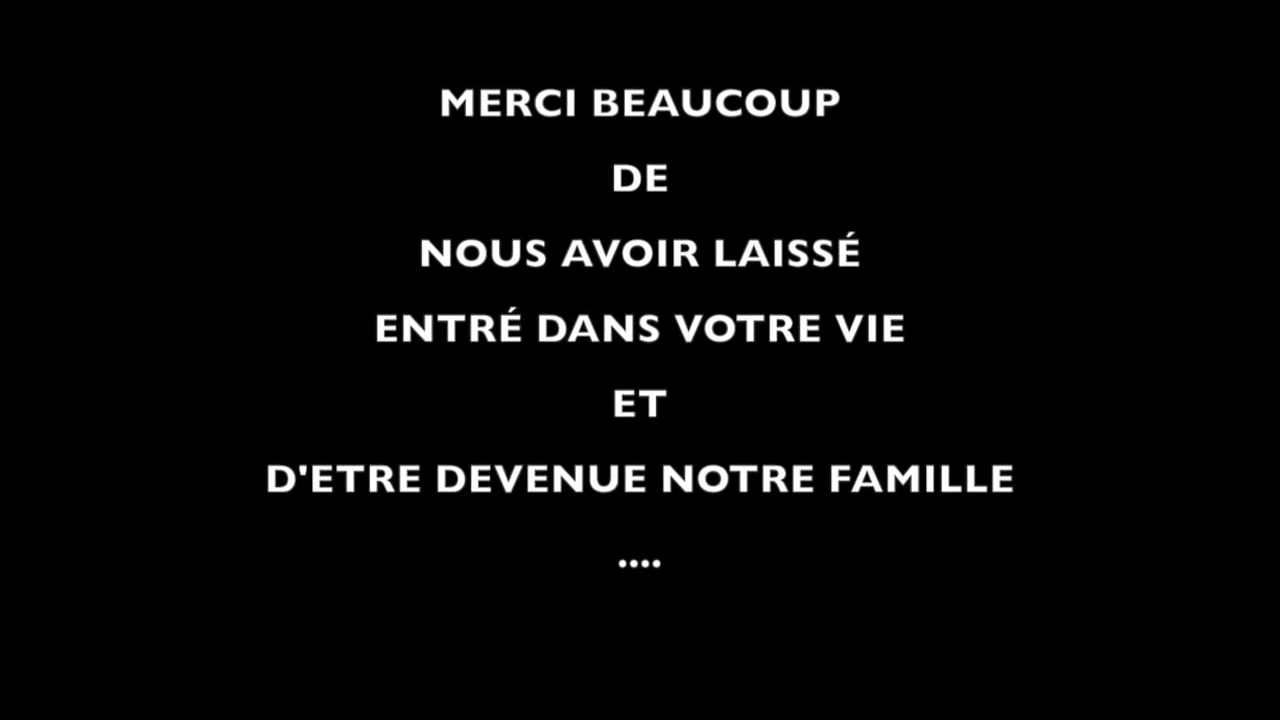 MERCI BEAUCOUP
DE
NOUS AVOIR LAISSÉ
ENTRÉ DANS VOTRE VIE
ET
D'ETRE DEVENUE NOTRE FAMILLE
....